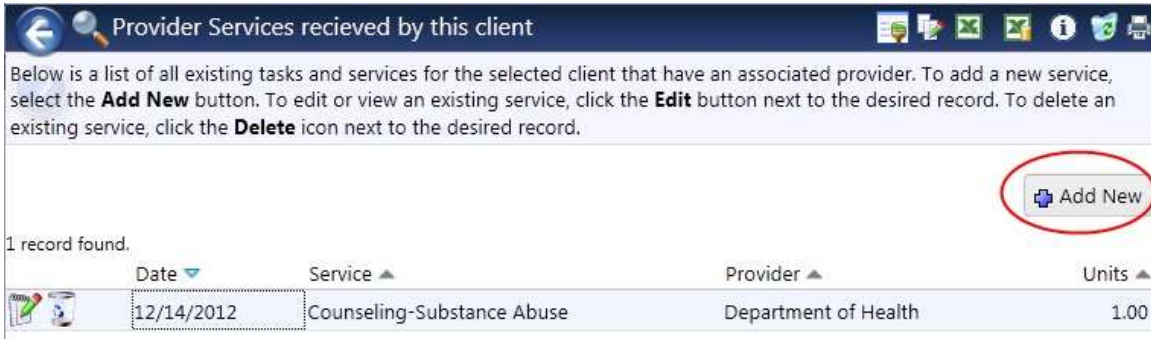 Provider Services recieved by this client
Below is a list of all existing tasks and services for the selected client that have an associated provider. To add a new service,
select the Add New button. To edit or view an existing service, click the Edit button next to the desired record. To delete an
existing service, click the Delete icon next to the desired record.
Add New
1 record found.
Date Service Provider Units
12/14/2012 Counseling-Substance Abuse Department of Health 1.00